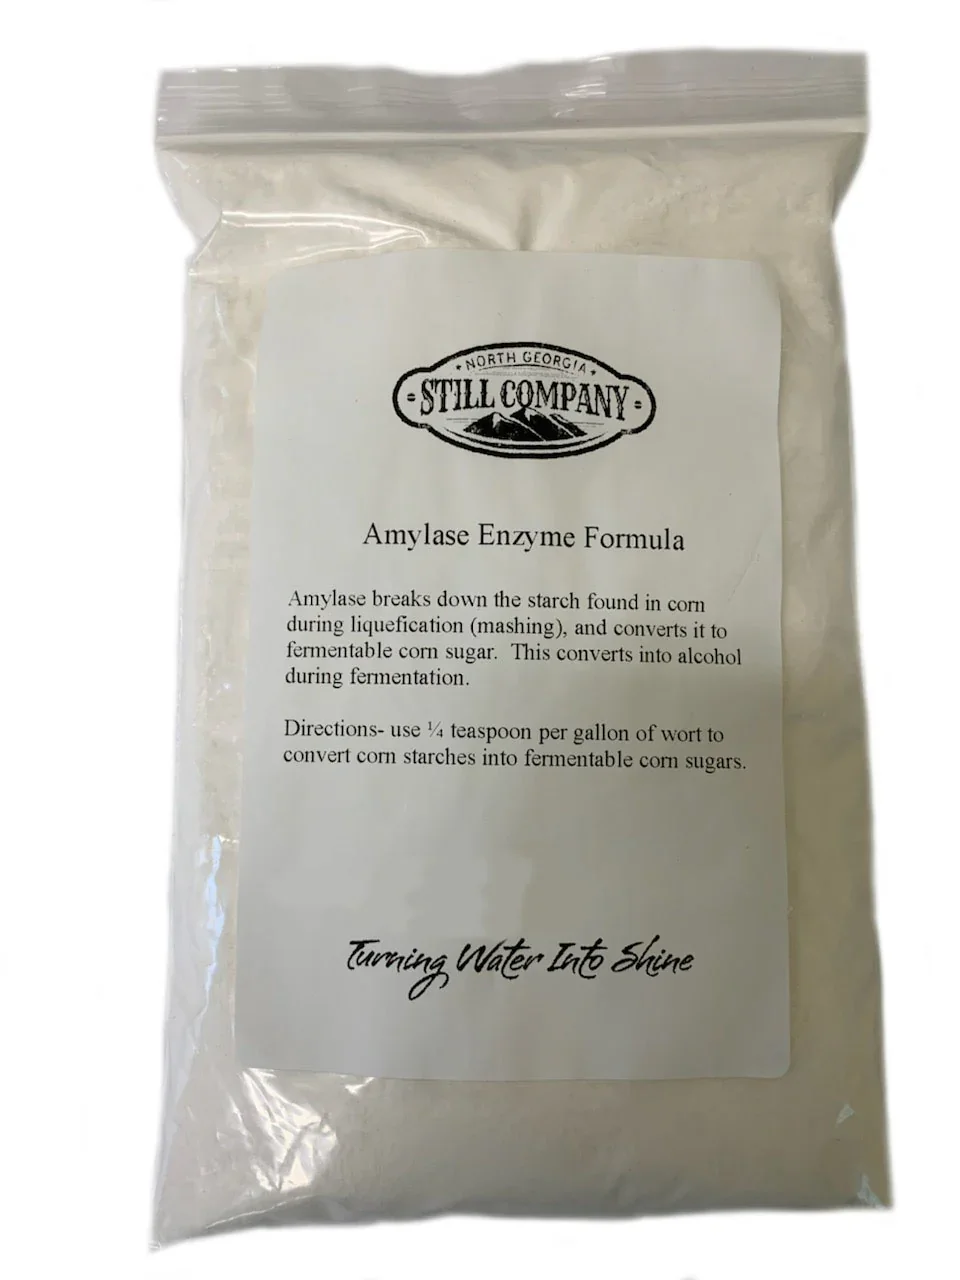 NORTH GEORGIA
STILL COMPANY
Amylase Enzyme Formula
Amylase breaks down the starch found in corn
during liquefication (mashing), and converts it to
fermentable corn sugar.  This converts into alcohol
during fermentation.
Directions- use ¼ teaspoon per gallon of wort to
convert corn starches into fermentable corn sugars.
Turning Water Into Shine